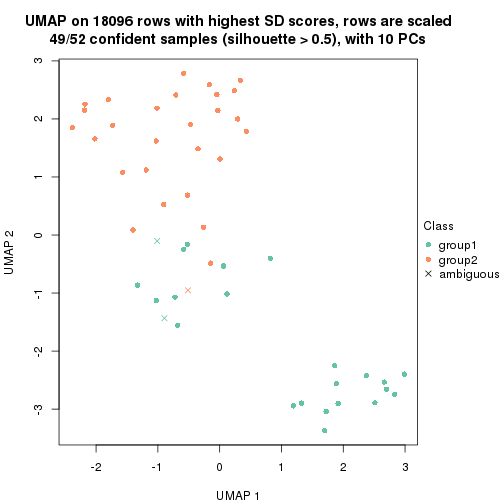 UMAP on 18096 rows with highest SD scores, rows are scaled
49/52 confident samples (silhouette > 0.5), with 10 PCs
3
2
1
0
-1
-2
-3
UMAP 2
-2
-1
0
1
2
3
UMAP 1
Class
group1
group2
ambiguous